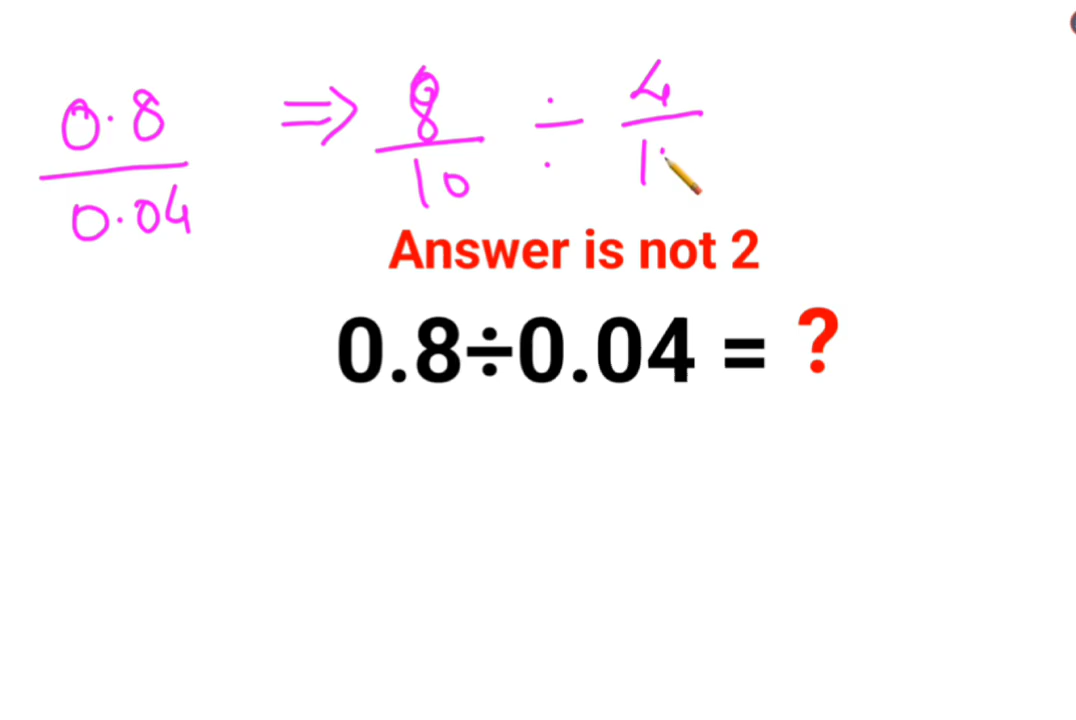 0.8/0.04 ⇒ 8/10 ÷ 4/1
Answer is not 2
0.8÷0.04 = ?